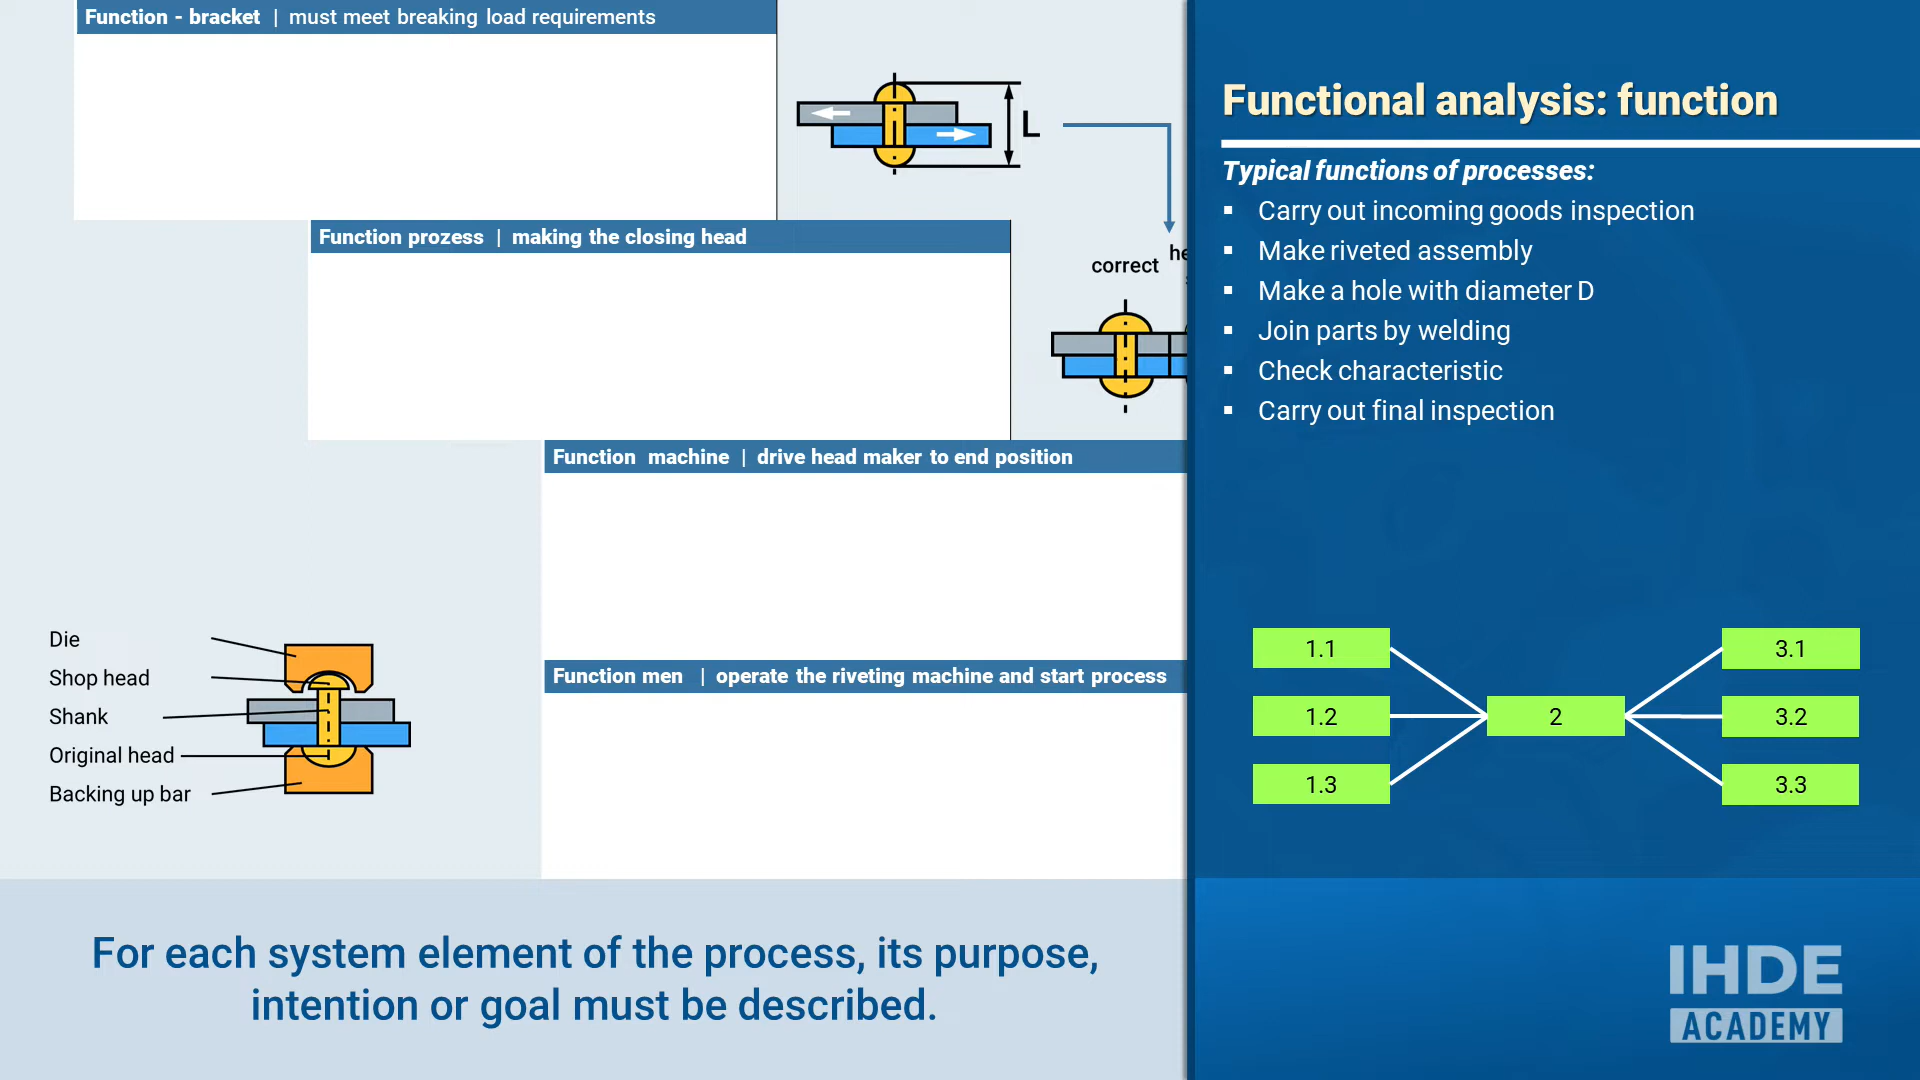 Function - bracket | must meet breaking load requirements
L
Function prozess | making the closing head
correct
Function machine | drive head maker to end position
Function men | operate the riveting machine and start process
Die
Shop head
Shank
Original head
Backing up bar
For each system element of the process, its purpose,
intention or goal must be described.
Functional analysis: function
Typical functions of processes:
▪ Carry out incoming goods inspection
▪ Make riveted assembly
▪ Make a hole with diameter D
▪ Join parts by welding
▪ Check characteristic
▪ Carry out final inspection
1.1
1.2
1.3
2
3.1
3.2
3.3
IHDE
ACADEMY